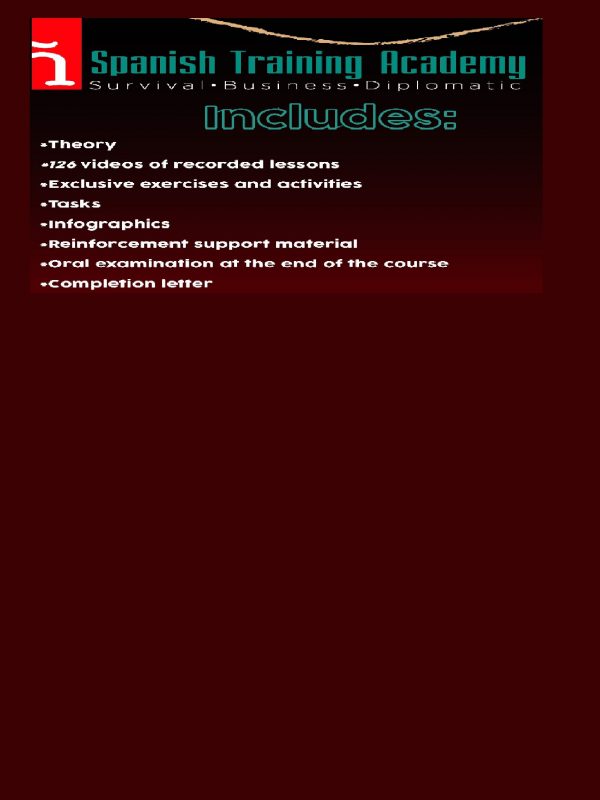 Spanish Training Academy
Survival•Business•Diplomatic
Includes:
•Theory
•126 videos of recorded lessons
•Exclusive exercises and activities
•Tasks
•Infographics
•Reinforcement support material
•Oral examination at the end of the course
•Completion letter